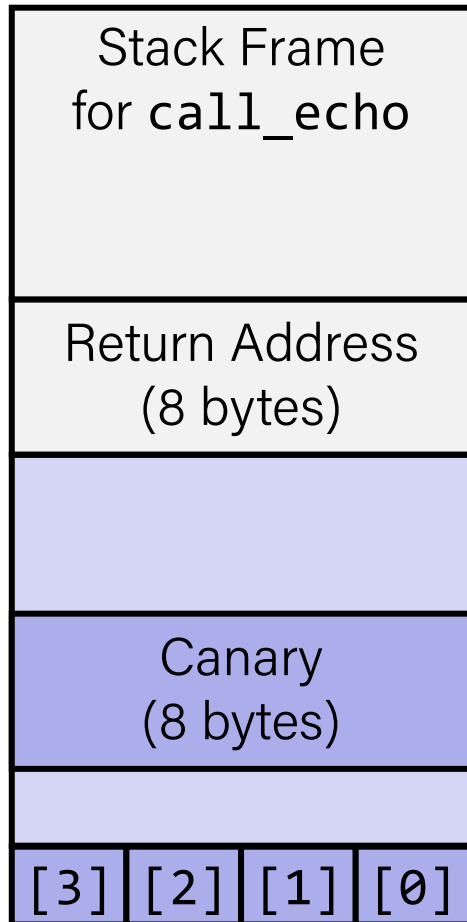 Stack Frame
for call_echo
Return Address
(8 bytes)
Canary
(8 bytes)
[3] [2] [1] [0]